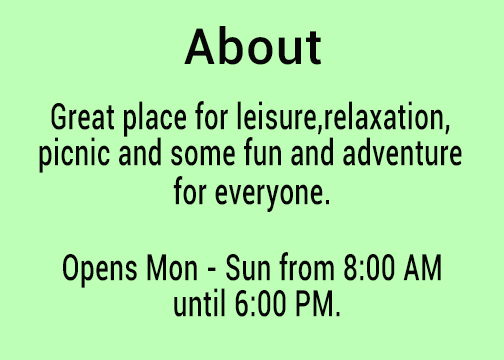 About
Great place for leisure,relaxation,
picnic and some fun and adventure
for everyone.
Opens Mon - Sun from 8:00 AM
until 6:00 PM.